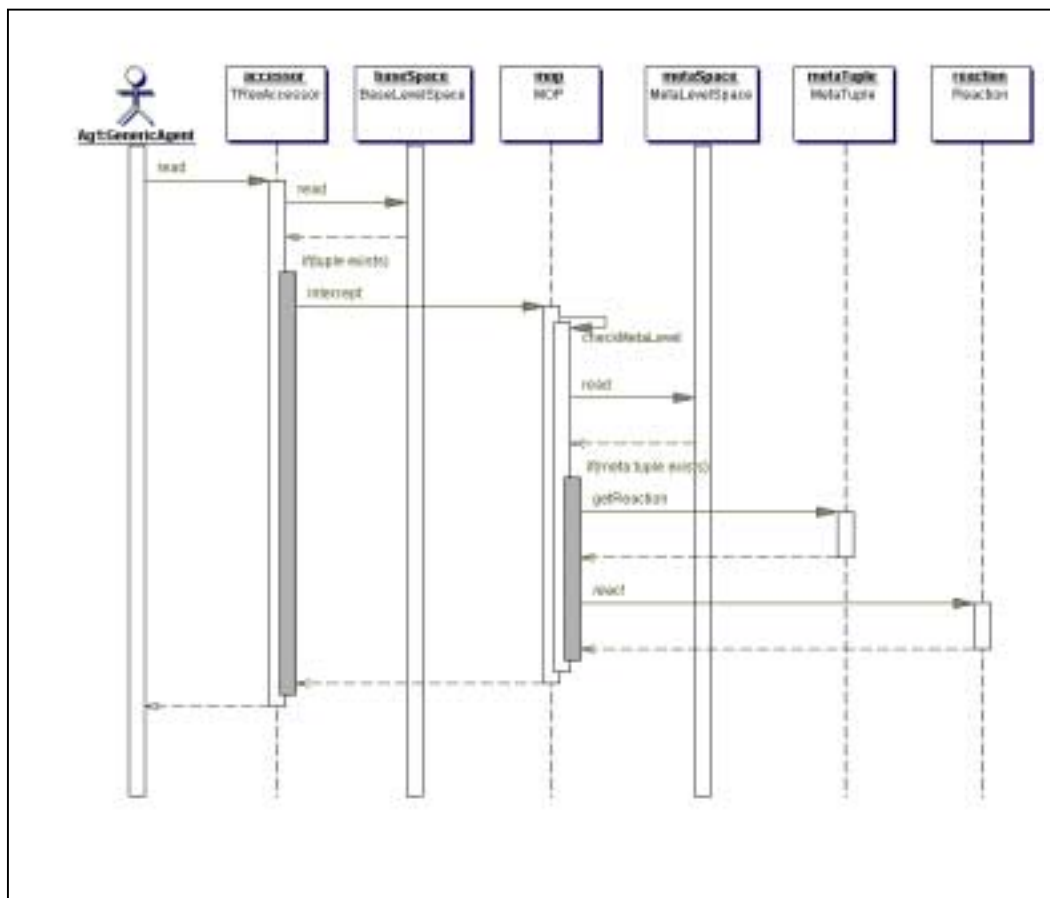 accessor
TReeAccessor
baseSpace
BaseLevelSpace
mop
MOP
metaSpace
MetaLevelSpace
metaTuple
MetaTuple
reaction
Reaction
Ag1:GenericAgent
read
read
if(tuple exists)
intercept
checkMetaLevel
read
if(meta tuple exists)
getReaction
react